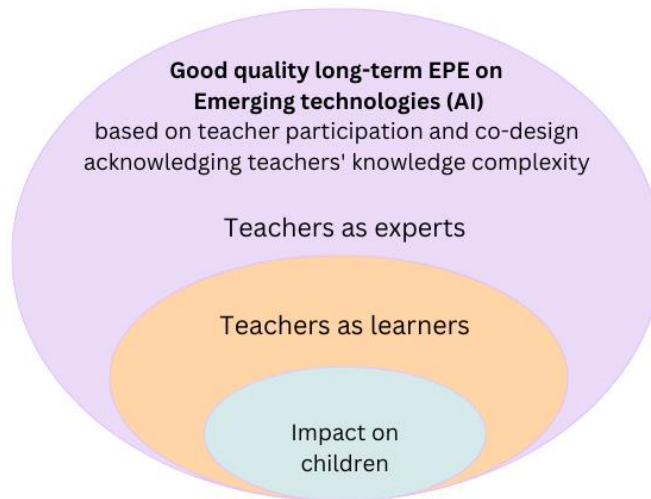 Good quality long-term EPE on
Emerging technologies (AI)
based on teacher participation and co-design
acknowledging teachers' knowledge complexity
Teachers as experts
Teachers as learners
Impact on
children